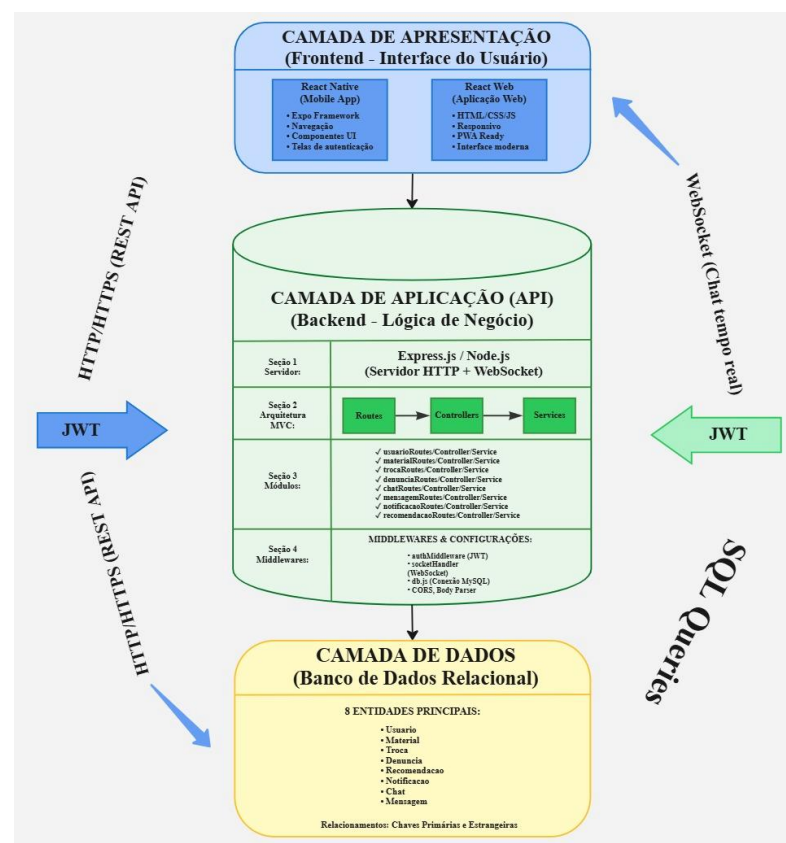 CAMADA DE APRESENTAÇÃO
(Frontend - Interface do Usuário)
React Native
(Mobile App)
• Expo Framework
• Navegação
• Componentes UI
• Telas de autenticação
React Web
(Aplicação Web)
• HTML/CSS/JS
• Responsivo
• PWA Ready
• Interface moderna
HTTP/HTTPS (REST API)
WebSocket (Chat tempo real)
CAMADA DE APLICAÇÃO (API)
(Backend - Lógica de Negócio)
Seção 1
Servidor:
Express.js / Node.js
(Servidor HTTP + WebSocket)
Seção 2
Arquitetura
MVC:
Routes
Controllers
Services
JWT
JWT
Seção 3
Módulos:
✓ usuarioRoutes/Controller/Service
✓ materialRoutes/Controller/Service
✓ trocaRoutes/Controller/Service
✓ denunciaRoutes/Controller/Service
✓ chatRoutes/Controller/Service
✓ mensagemRoutes/Controller/Service
✓ notificacaoRoutes/Controller/Service
✓ recomendacaoRoutes/Controller/Service
Seção 4
Middlewares:
MIDDLEWARES & CONFIGURAÇÕES:
• authMiddleware (JWT)
• socketHandler
(WebSocket)
• db.js (Conexão MySQL)
• CORS, Body Parser
HTTP/HTTPS (REST API)
SQL Queries
CAMADA DE DADOS
(Banco de Dados Relacional)
8 ENTIDADES PRINCIPAIS:
• Usuario
• Material
• Troca
• Denuncia
• Recomendacao
• Notificacao
• Chat
• Mensagem
Relacionamentos: Chaves Primárias e Estrangeiras